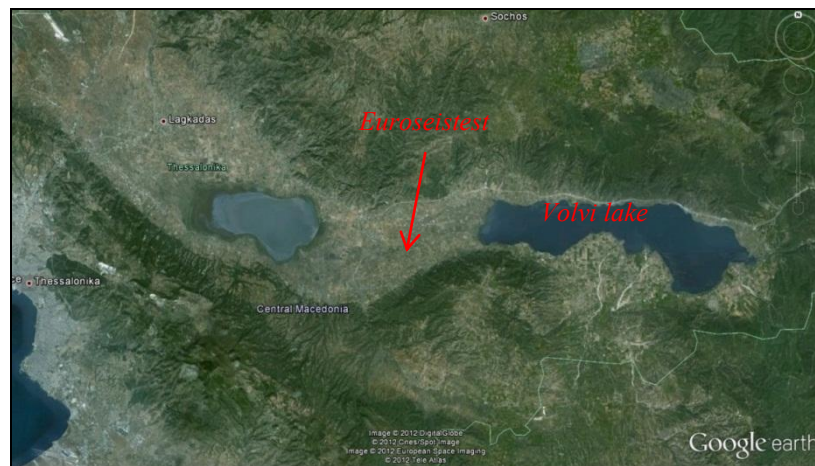 Sochos
Euroseistest
Lagkadas
Thessalonika
Volvi lake
Thessalonika
Central Macedonia
Image © 2012 DigitalGlobe
© 2012 Cnes/Spot Image
Image © 2012 European Space Imaging
© 2012 Tele Atlas
Google earth